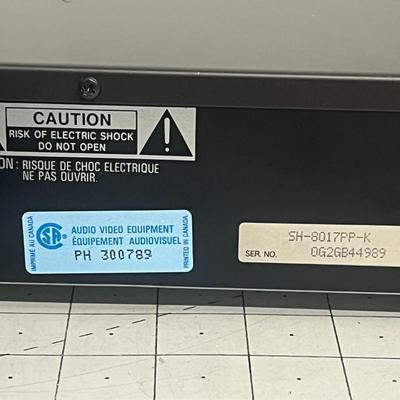 CAUTION
RISK OF ELECTRIC SHOCK
DO NOT OPEN
ON : RISQUE DE CHOC ELECTRIQUE
NE PAS OUVRIR.
IMPRIMÉ AU CANADA
AUDIO VIDEO EQUIPMENT
ÉQUIPEMENT AUDIOVISUEL
PH 300789
PRINTED IN CANADA
SH-8017PP-K
SER. NO. 0G2GB44989